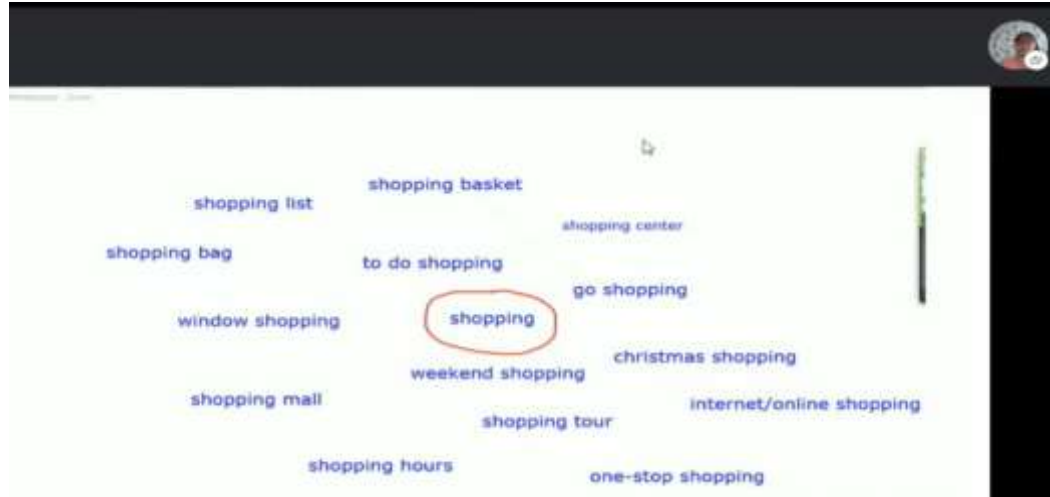 shopping basket
shopping list
shopping center
shopping bag
to do shopping
go shopping
window shopping
shopping
christmas shopping
weekend shopping
shopping mall
internet/online shopping
shopping tour
shopping hours
one-stop shopping